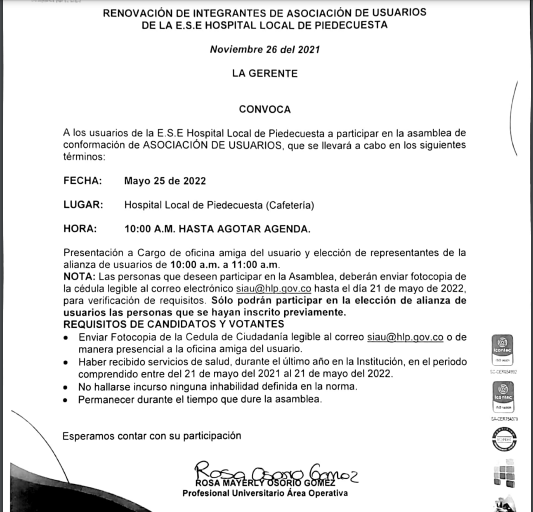 RENOVACIÓN DE INTEGRANTES DE ASOCIACIÓN DE USUARIOS
DE LA E.S.E HOSPITAL LOCAL DE PIEDECUESTA
Noviembre 26 del 2021
LA GERENTE
CONVOCA
A los usuarios de la E.S.E Hospital Local de Piedecuesta a participar en la asamblea de
conformación de ASOCIACIÓN DE USUARIOS, que se llevará a cabo en los siguientes
términos:
FECHA: Mayo 25 de 2022
LUGAR: Hospital Local de Piedecuesta (Cafetería)
HORA: 10:00 A.M. HASTA AGOTAR AGENDA.
Presentación a Cargo de oficina amiga del usuario y elección de representantes de la
alianza de usuarios de 10:00 a.m. a 11:00 a.m.
NOTA: Las personas que deseen participar en la Asamblea, deberán enviar fotocopia de
la cédula legible al correo electrónico siau@hlp.gov.co hasta el día 21 de mayo de 2022,
para verificación de requisitos. Sólo podrán participar en la elección de alianza de
usuarios las personas que se hayan inscrito previamente.
REQUISITOS DE CANDIDATOS Y VOTANTES
• Enviar Fotocopia de la Cedula de Ciudadanía legible al correo siau@hlp.gov.co o de
manera presencial a la oficina amiga del usuario.
• Haber recibido servicios de salud, durante el último año en la Institución, en el periodo
comprendido entre del 21 de mayo del 2021 al 21 de mayo del 2022.
• No hallarse incurso ninguna inhabilidad definida en la norma.
• Permanecer durante el tiempo que dure la asamblea.
Esperamos contar con su participación
Rosa Osorio Gomez
ROSA MAYERLY OSORIO GOMEZ
Profesional Universitario Área Operativa
icontec
icontec